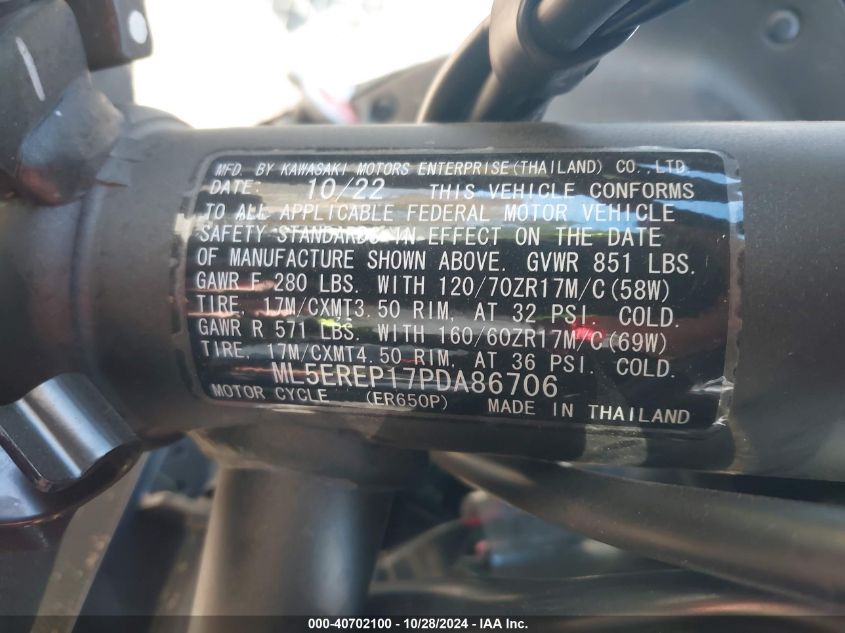 MFD. BY KAWASAKI MOTORS ENTERPRISE(THAILAND) CO.,LTD.
DATE: 10/22 THIS VEHICLE CONFORMS
TO ALL APPLICABLE FEDERAL MOTOR VEHICLE
SAFETY STANDARDS IN EFFECT ON THE DATE
OF MANUFACTURE SHOWN ABOVE. GVWR 851 LBS.
GAWR F 280 LBS. WITH 120/70ZR17M/C(58W)
TIRE, 17M/CXMT3.50 RIM, AT 32 PSI. COLD.
GAWR R 571 LBS. WITH 160/60ZR17M/C(69W)
TIRE, 17M/CXMT4.50 RIM, AT 36 PSI. COLD.
ML5EREP17PDA86706
MOTOR CYCLE (ER650P) MADE IN THAILAND
000-40702100 - 10/28/2024 - IAA Inc.